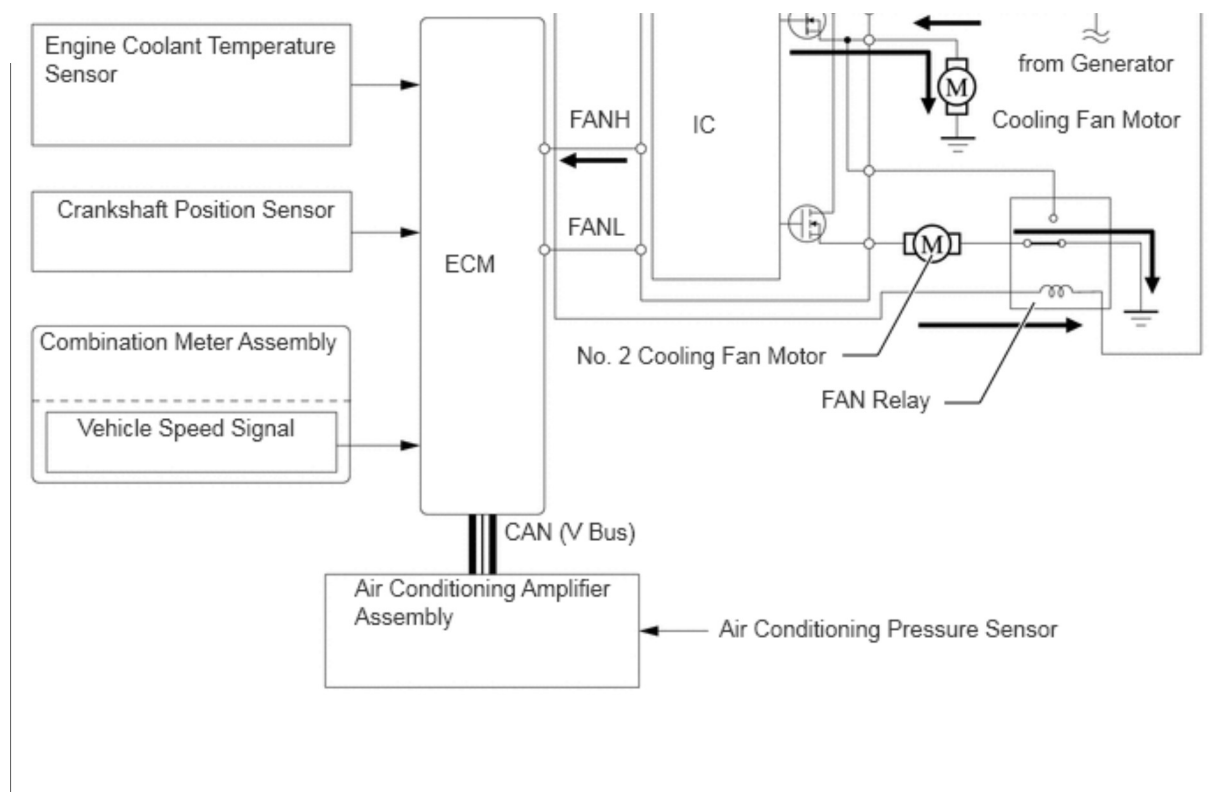 Engine Coolant Temperature
Sensor
from Generator
M
Cooling Fan Motor
FANH
IC
Crankshaft Position Sensor
FANL
M
ECM
Combination Meter Assembly
No. 2 Cooling Fan Motor
FAN Relay
Vehicle Speed Signal
CAN (V Bus)
Air Conditioning Amplifier
Assembly
Air Conditioning Pressure Sensor